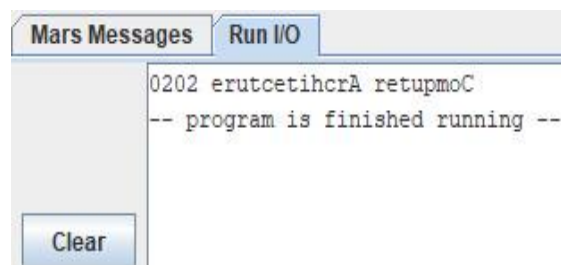 Mars Messages Run I/O
0202 erutcetihcrA retupmoC
-- program is finished running --
Clear